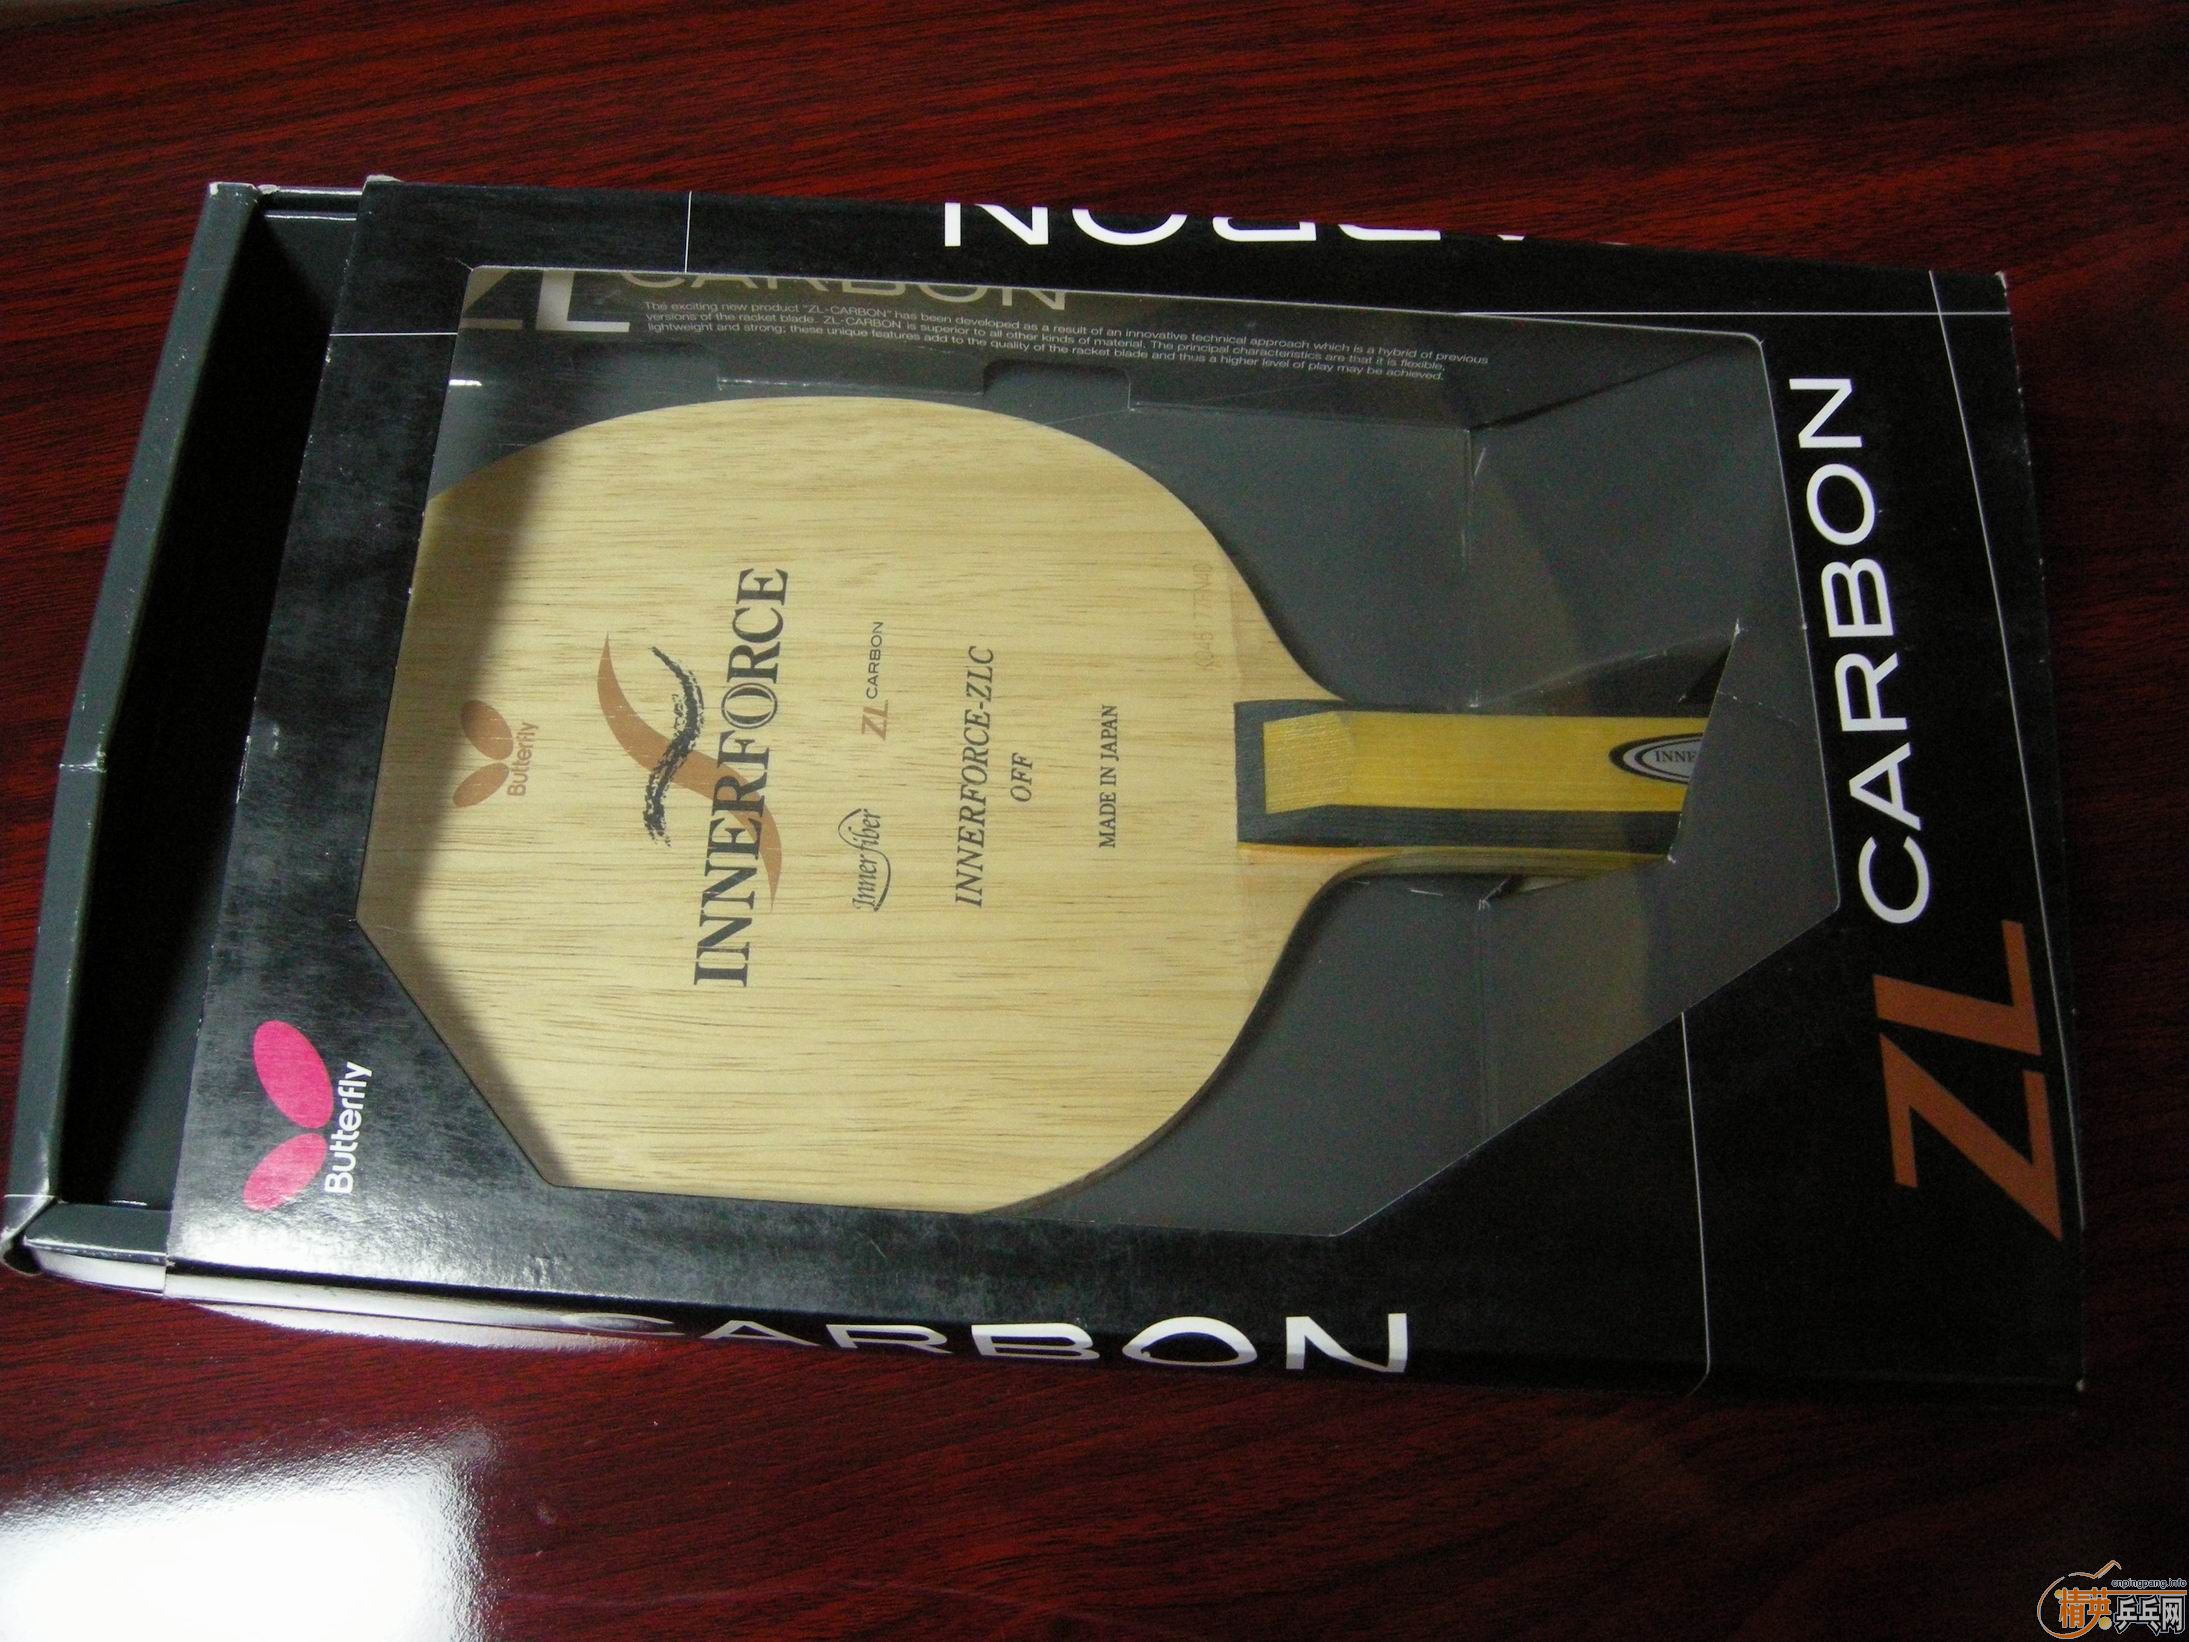 CARBON
ZL CARBON
The exciting new product "ZL-CARBON" has been developed as a result of an innovative technical approach which is a hybrid of previous
versions of the racket blade. ZL-CARBON is superior to all other kinds of material. The principal characteristics are that it is flexible,
lightweight and strong; these unique features add to the quality of the racket blade and thus a higher level of play may be achieved.
Butterfly
INNERFORCE
Innerfiber
ZL CARBON
INNERFORCE-ZLC
OFF
MADE IN JAPAN
Butterfly
ZL CARBON
CARBON
cnpingpang.info
精英乒乓网